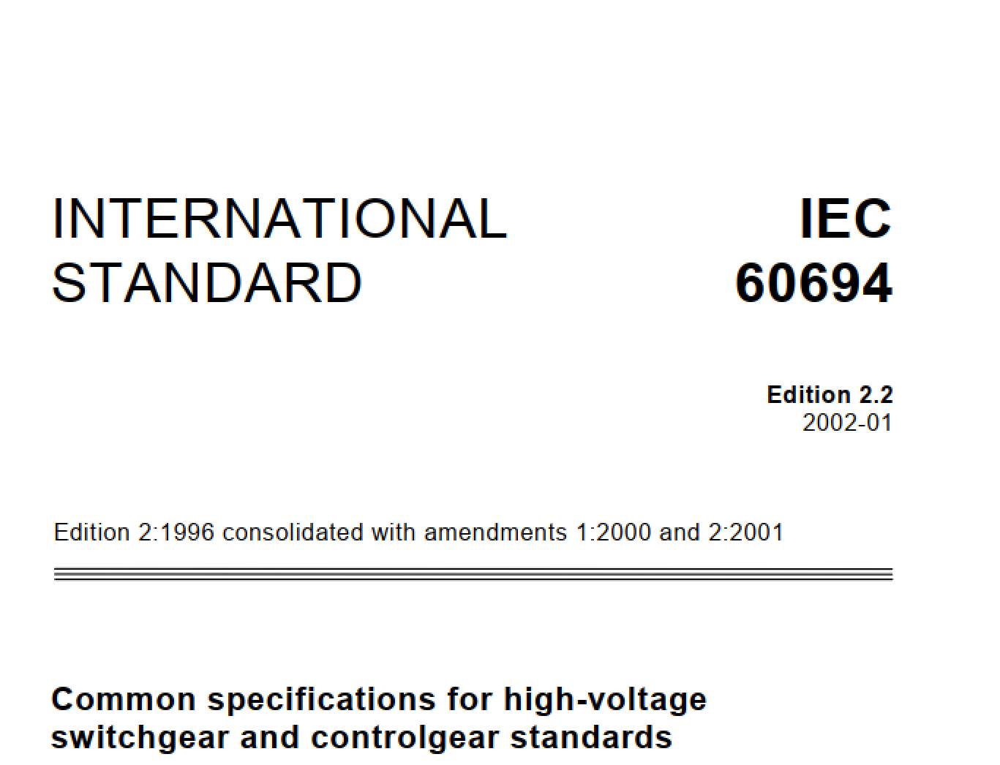 INTERNATIONAL
STANDARD
IEC
60694
Edition 2.2
2002-01
Edition 2:1996 consolidated with amendments 1:2000 and 2:2001
Common specifications for high-voltage
switchgear and controlgear standards